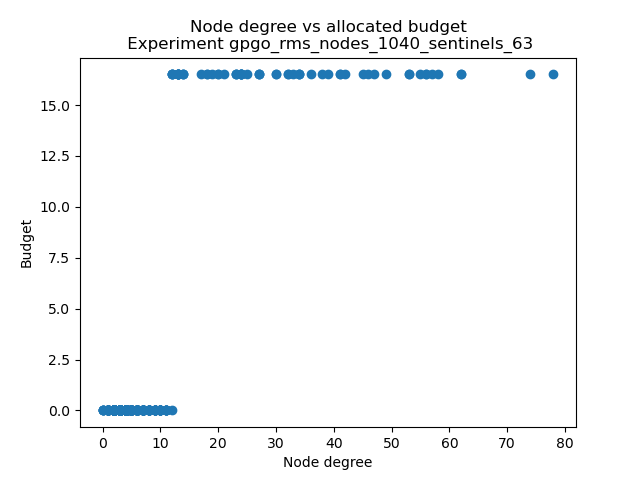 Node degree vs allocated budget
Experiment gpgo_rms_nodes_1040_sentinels_63
15.0
12.5
10.0
7.5
5.0
2.5
0.0
Budget
0 10 20 30 40 50 60 70 80
Node degree